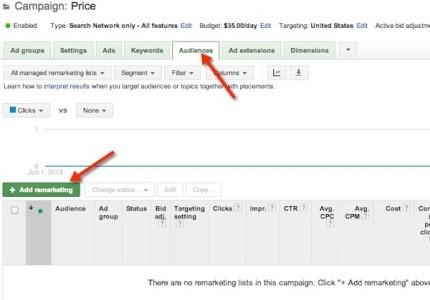 Campaign: Price
Enabled Type: Search Network only - All features Edit Budget: $35.00/day Edit Targeting: United States Edit Active bid adjustm
Ad groups Settings Ads Keywords Audiences Ad extensions Dimensions
All managed remarketing lists Segment Filter Columns
Learn how to interpret results when you target audiences or topics together with placements.
Clicks VS None
1
0
Jun 1, 2013
+ Add remarketing Change status... Edit Copy...
Audience Ad group Status Bid adj. ? Targeting setting ? Clicks ? Impr. ? CTR ? Avg. CPC ? Avg. CPM ? Cost ?
There are no remarketing lists in this campaign. Click "+ Add remarketing" above